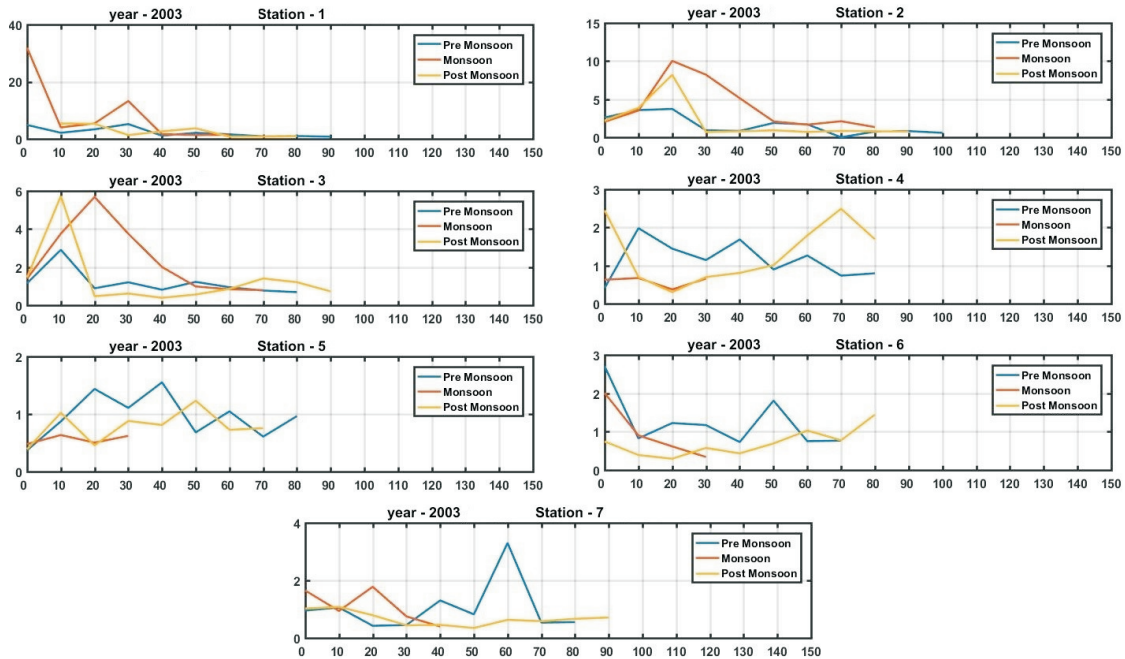 year - 2003 Station - 1
40
20
0
Pre Monsoon
Monsoon
Post Monsoon
0 10 20 30 40 50 60 70 80 90 100 110 120 130 140 150
year - 2003 Station - 2
15
10
5
0
Pre Monsoon
Monsoon
Post Monsoon
0 10 20 30 40 50 60 70 80 90 100 110 120 130 140 150
year - 2003 Station - 3
6
4
2
0
Pre Monsoon
Monsoon
Post Monsoon
0 10 20 30 40 50 60 70 80 90 100 110 120 130 140 150
year - 2003 Station - 4
3
2
1
0
Pre Monsoon
Monsoon
Post Monsoon
0 10 20 30 40 50 60 70 80 90 100 110 120 130 140 150
year - 2003 Station - 5
2
1
0
Pre Monsoon
Monsoon
Post Monsoon
0 10 20 30 40 50 60 70 80 90 100 110 120 130 140 150
year - 2003 Station - 6
3
2
1
0
Pre Monsoon
Monsoon
Post Monsoon
0 10 20 30 40 50 60 70 80 90 100 110 120 130 140 150
year - 2003 Station - 7
4
2
0
Pre Monsoon
Monsoon
Post Monsoon
0 10 20 30 40 50 60 70 80 90 100 110 120 130 140 150